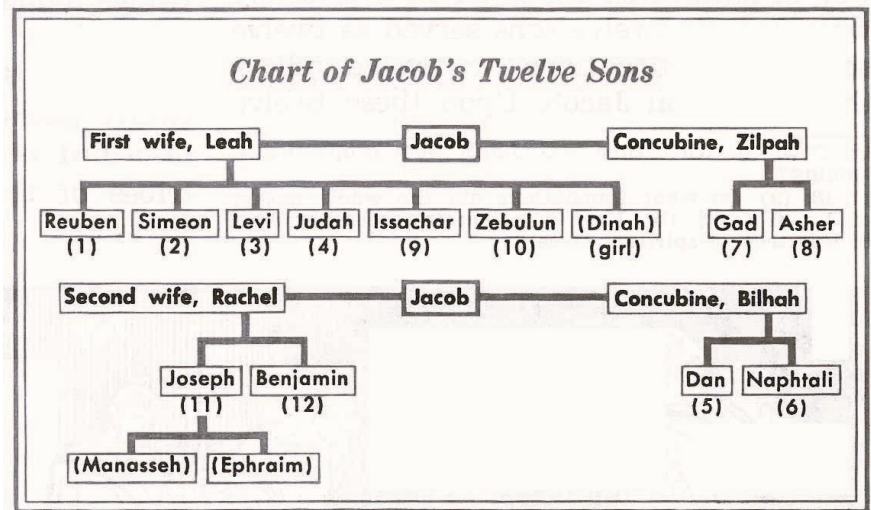 Chart of Jacob's Twelve Sons
First wife, Leah Jacob Concubine, Zilpah
Reuben Simeon Levi Judah Issachar Zebulun (Dinah) Gad Asher
(1) (2) (3) (4) (9) (10) (girl) (7) (8)
Second wife, Rachel Jacob Concubine, Bilhah
Joseph Benjamin Dan Naphtali
(11) (12) (5) (6)
(Manasseh) (Ephraim)